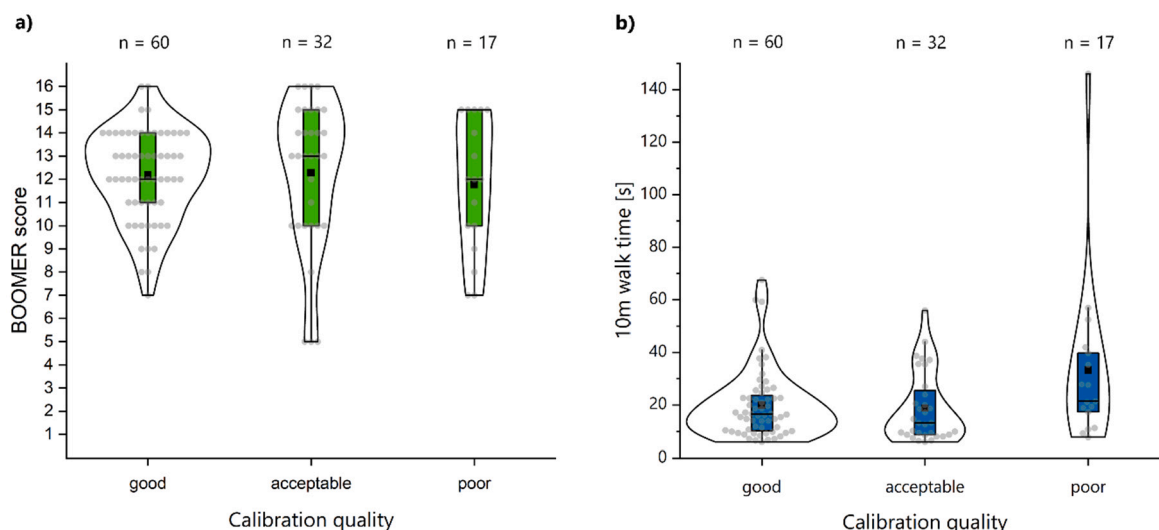 a)
n = 60 n = 32 n = 17
16
15
14
13
12
11
10
9
8
7
6
5
4
3
2
1
BOOMER score
good acceptable poor
Calibration quality
b)
n = 60 n = 32 n = 17
140
120
100
80
60
40
20
0
10m walk time [s]
good acceptable poor
Calibration quality